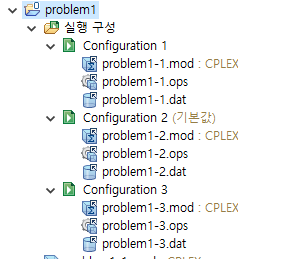 problem1
실행 구성
Configuration 1
problem1-1.mod : CPLEX
problem1-1.ops
problem1-1.dat
Configuration 2 (기본값)
problem1-2.mod : CPLEX
problem1-2.ops
problem1-2.dat
Configuration 3
problem1-3.mod : CPLEX
problem1-3.ops
problem1-3.dat